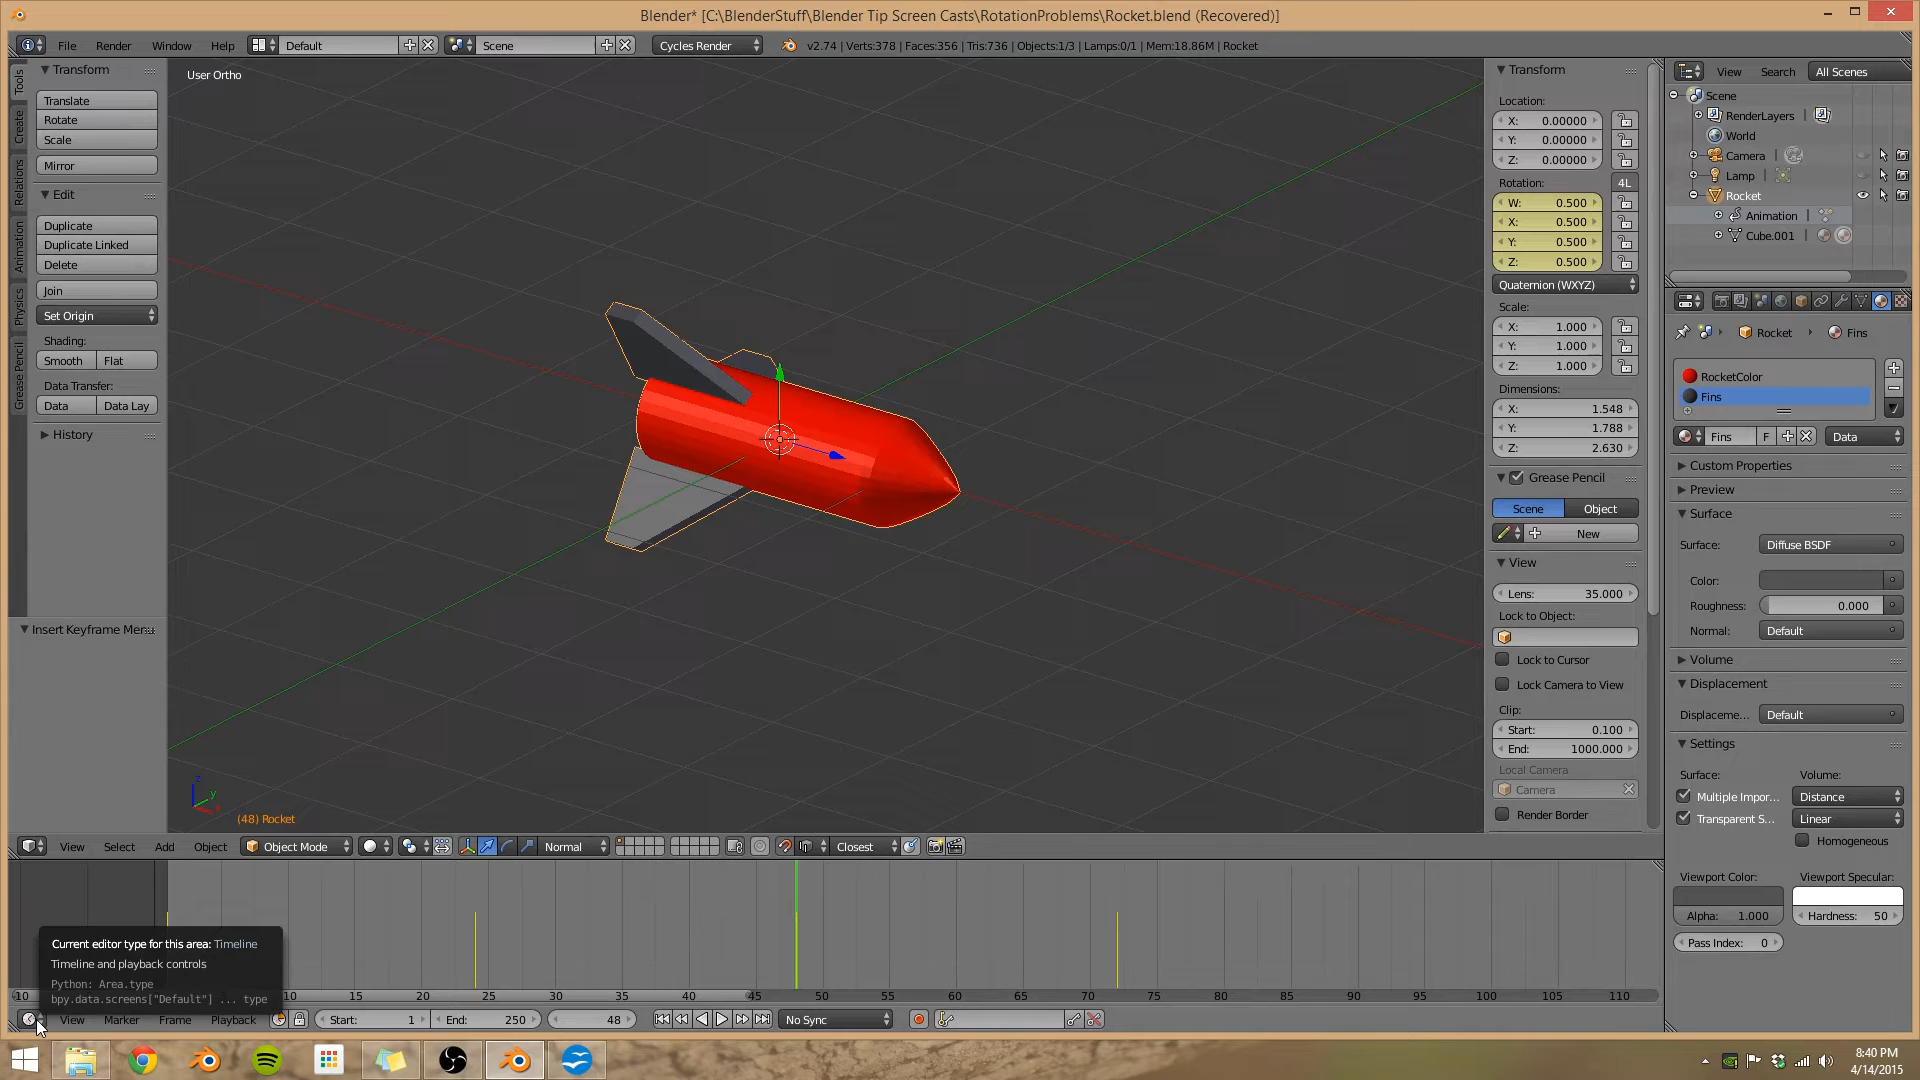 Blender* [C:\BlenderStuff\Blender Tip Screen Casts\RotationProblems\Rocket.blend (Recovered)]
File Render Window Help Default Scene Cycles Render v2.74 | Verts:378 | Faces:356 | Tris:736 | Objects:1/3 | Lamps:0/1 | Mem:18.86M | Rocket
Tools
Create
Relations
Animation
Physics
Grease Pencil
Transform
Translate
Rotate
Scale
Mirror
Edit
Duplicate
Duplicate Linked
Delete
Join
Set Origin
Shading:
Smooth Flat
Data Transfer:
Data Data Lay
History
Insert Keyframe Men
User Ortho
z
y
(48) Rocket
Transform
Location:
X: 0.00000
Y: 0.00000
Z: 0.00000
Rotation: 4L
W: 0.500
X: 0.500
Y: 0.500
Z: 0.500
Quaternion (WXYZ)
Scale:
X: 1.000
Y: 1.000
Z: 1.000
Dimensions:
X: 1.548
Y: 1.788
Z: 2.630
Grease Pencil
Scene Object
New
View
Lens: 35.000
Lock to Object:
Lock to Cursor
Lock Camera to View
Clip:
Start: 0.100
End: 1000.000
Local Camera
Camera
Render Border
View Search All Scenes
Scene
RenderLayers
World
Camera
Lamp
Rocket
Animation
Cube.001
Rocket Fins
RocketColor
Fins
Fins F Data
Custom Properties
Preview
Surface
Surface: Diffuse BSDF
Color:
Roughness: 0.000
Normal: Default
Volume
Displacement
Displaceme... Default
Settings
Surface: Volume:
Multiple Impor... Distance
Transparent S... Linear
Homogeneous
Viewport Color: Viewport Specular:
Alpha: 1.000 Hardness: 50
Pass Index: 0
View Select Add Object Object Mode Normal Closest
Current editor type for this area: Timeline
Timeline and playback controls
Python: Area.type
bpy.data.screens["Default"] ... type
-10 10 15 20 25 30 35 40 45 50 55 60 65 70 75 80 85 90 95 100 105 110
View Marker Frame Playback Start: 1 End: 250 48 No Sync
8:40 PM
4/14/2015